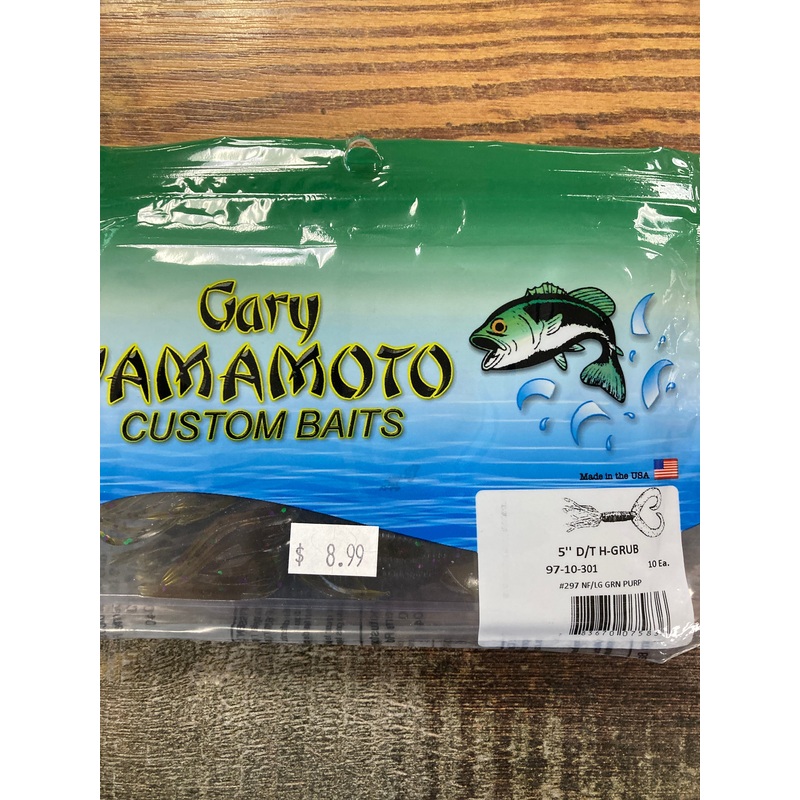 Gary
YAMAMOTO
CUSTOM BAITS
Made in the USA
$ 8.99
5'' D/T H-GRUB
97-10-301 10 Ea.
#297 NF/LG GRN PURP